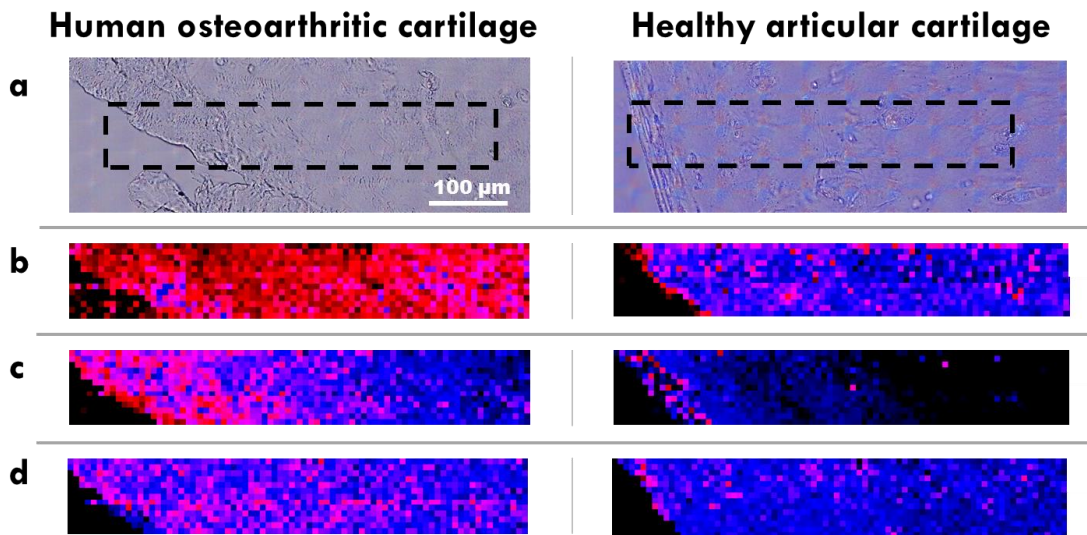 Human osteoarthritic cartilage
Healthy articular cartilage
a
100 µm
b
c
d